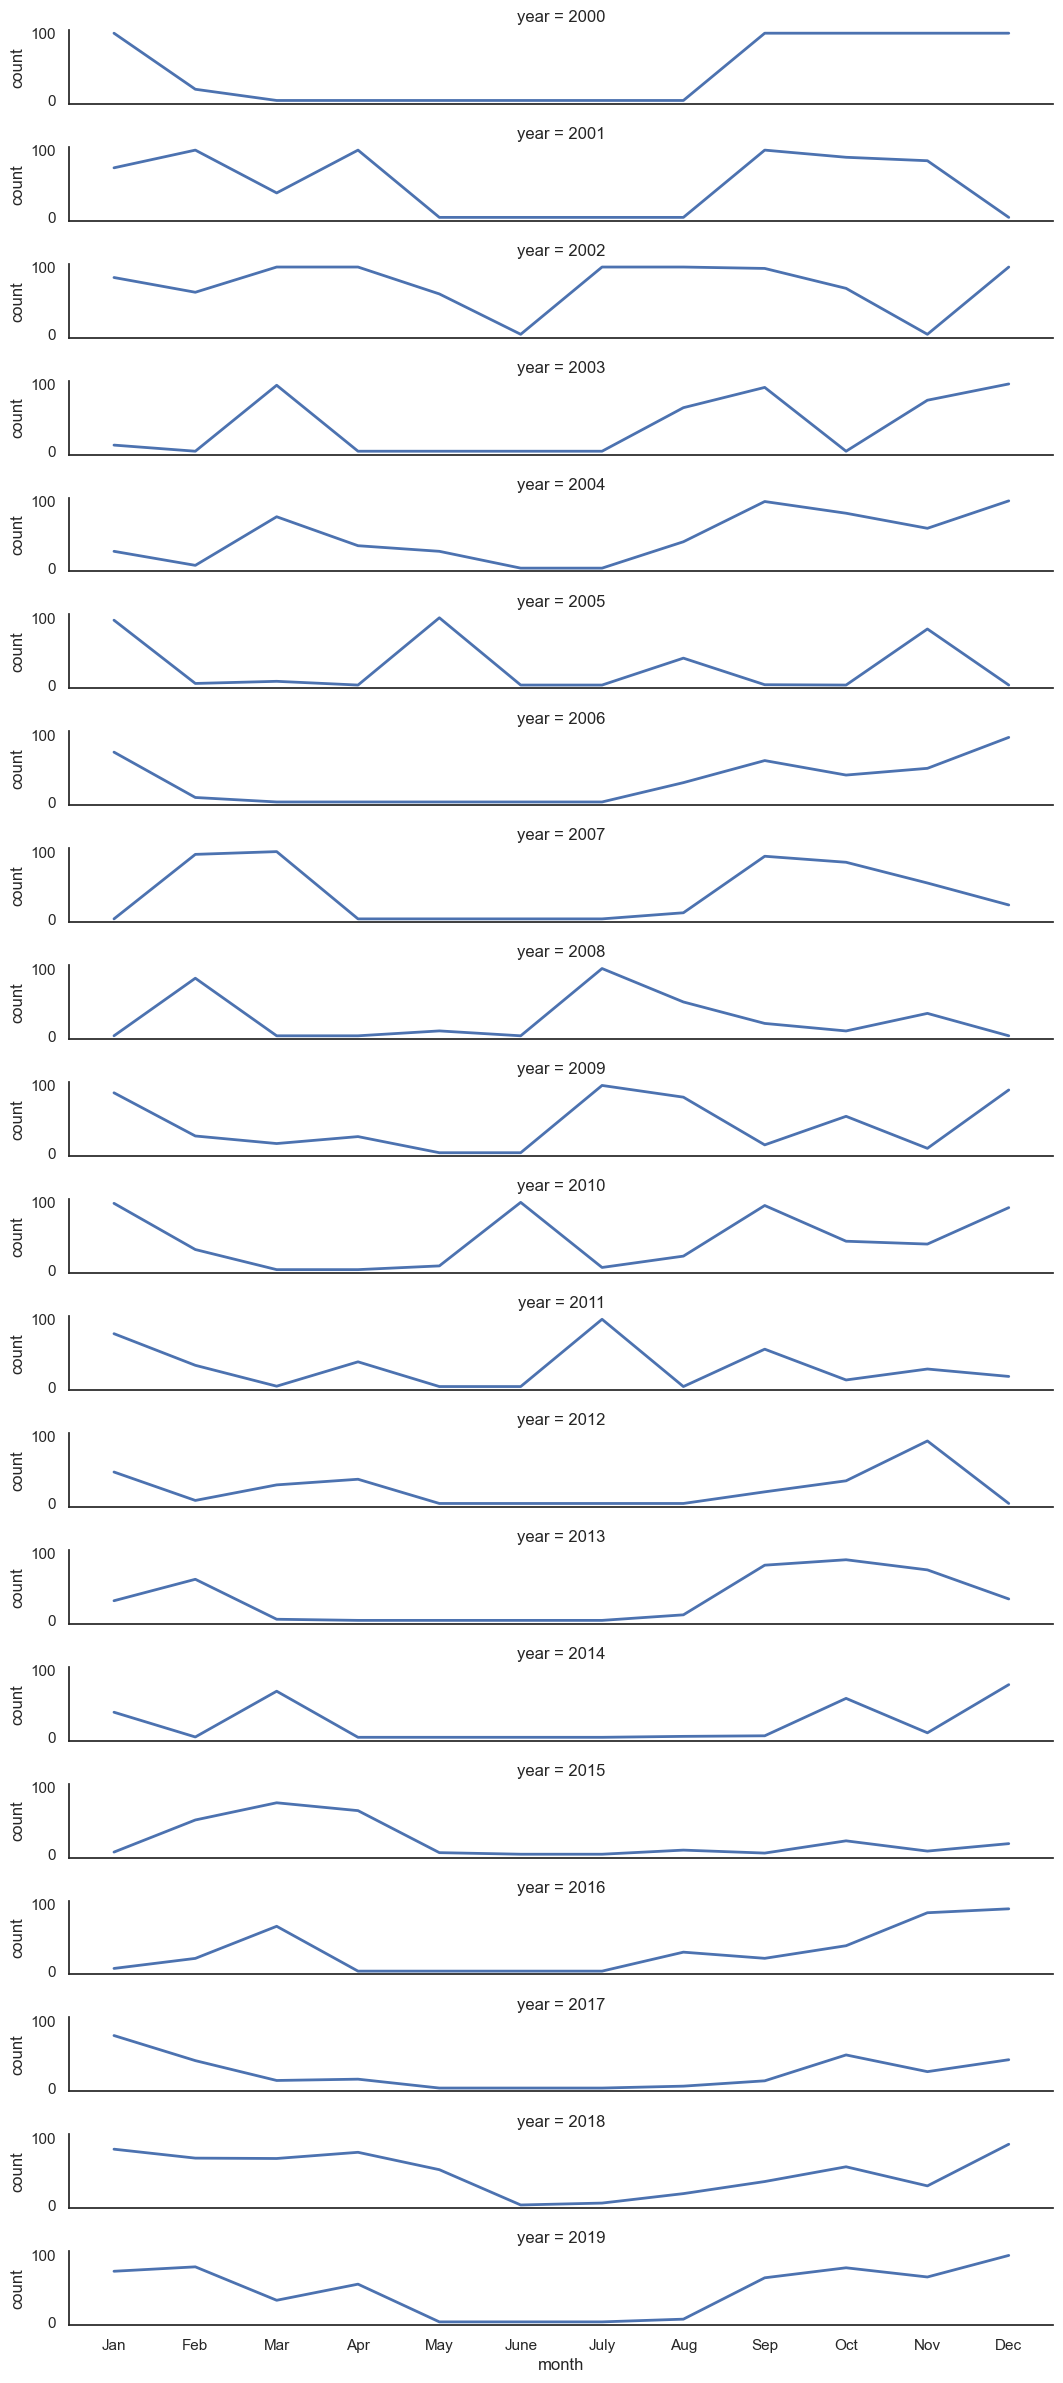 year = 2000
100
count
0
year = 2001
100
count
0
year = 2002
100
count
0
year = 2003
100
count
0
year = 2004
100
count
0
year = 2005
100
count
0
year = 2006
100
count
0
year = 2007
100
count
0
year = 2008
100
count
0
year = 2009
100
count
0
year = 2010
100
count
0
year = 2011
100
count
0
year = 2012
100
count
0
year = 2013
100
count
0
year = 2014
100
count
0
year = 2015
100
count
0
year = 2016
100
count
0
year = 2017
100
count
0
year = 2018
100
count
0
year = 2019
100
count
0
Jan Feb Mar Apr May June July Aug Sep Oct Nov Dec
month